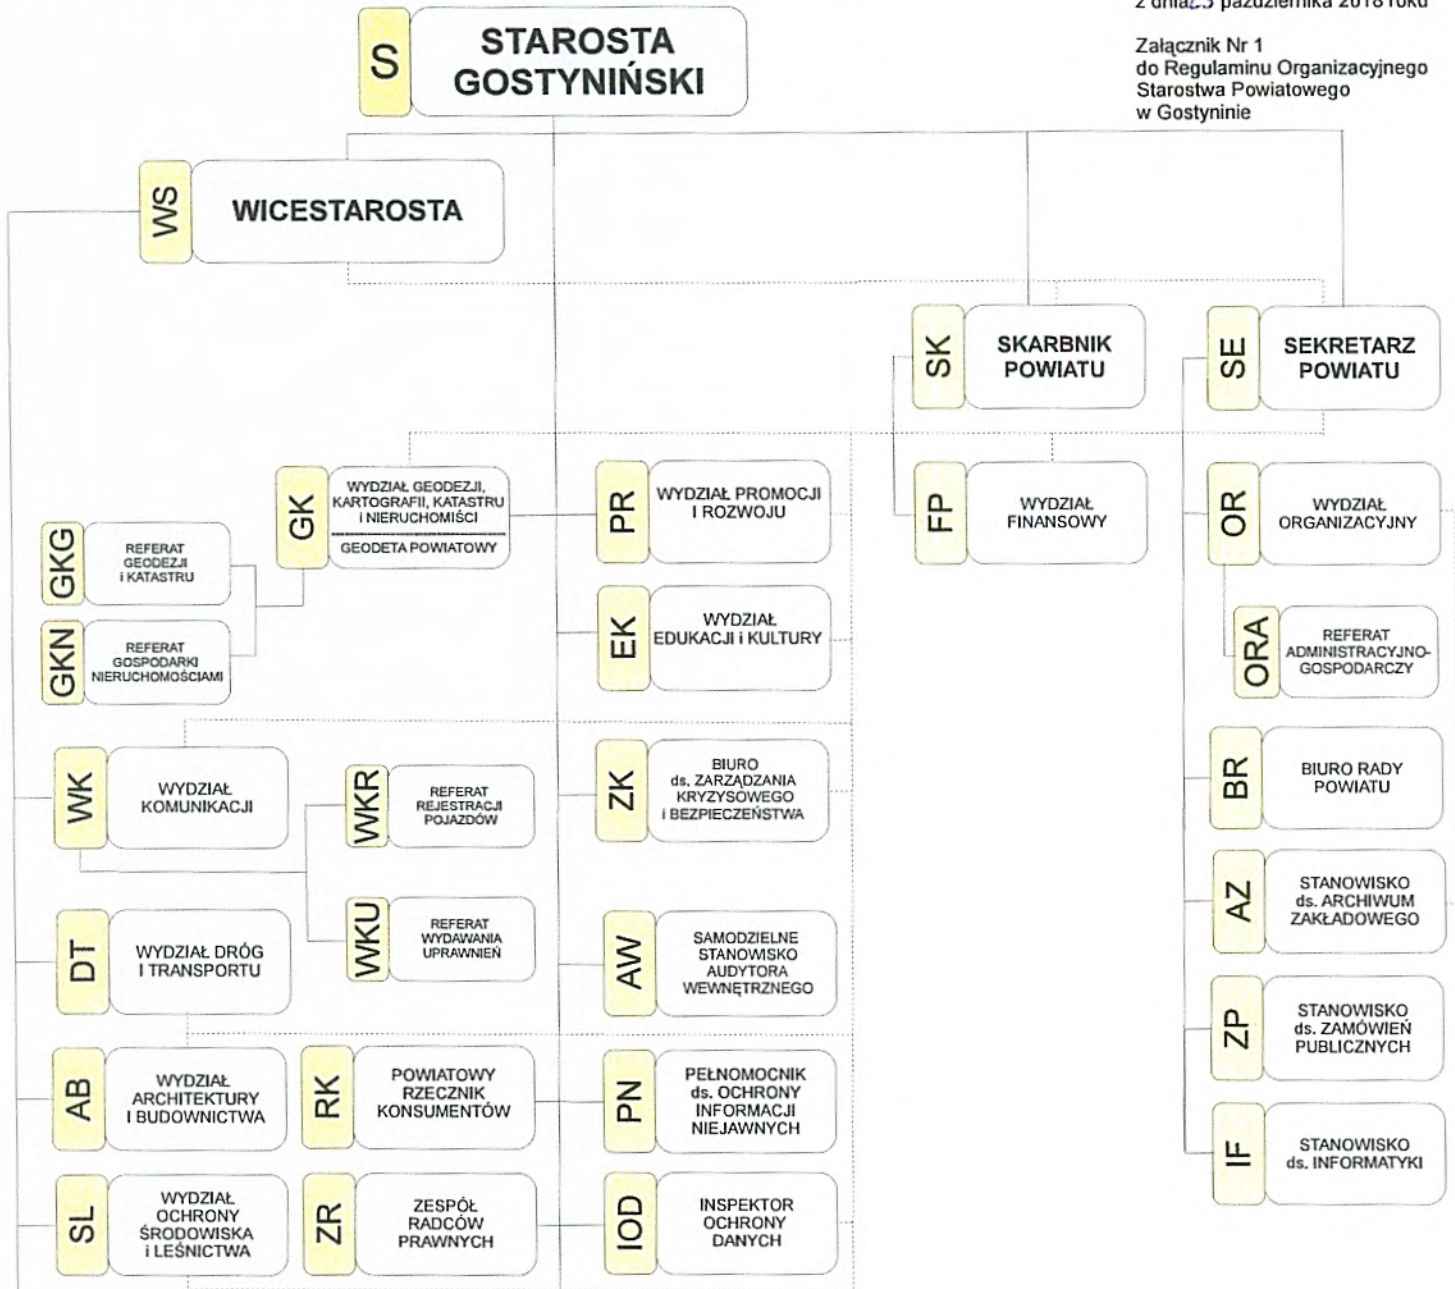 z dnia 23 października 2018 roku
Załącznik Nr 1
do Regulaminu Organizacyjnego
Starostwa Powiatowego
w Gostyninie
S
STAROSTA
GOSTYNIŃSKI
WS
WICESTAROSTA
SK
SKARBNIK
POWIATU
SE
SEKRETARZ
POWIATU
GK
WYDZIAŁ GEODEZJI,
KARTOGRAFII, KATASTRU
i NIERUCHOMIŚCI
GEODETA POWIATOWY
PR
WYDZIAŁ PROMOCJI
I ROZWOJU
FP
WYDZIAŁ
FINANSOWY
OR
WYDZIAŁ
ORGANIZACYJNY
GKG
REFERAT
GEODEZJI
i KATASTRU
GKN
REFERAT
GOSPODARKI
NIERUCHOMOŚCIAMI
EK
WYDZIAŁ
EDUKACJI i KULTURY
ORA
REFERAT
ADMINISTRACYJNO-
GOSPODARCZY
WK
WYDZIAŁ
KOMUNIKACJI
WKR
REFERAT
REJESTRACJI
POJAZDÓW
ZK
BIURO
ds. ZARZĄDZANIA
KRYZYSOWEGO
i BEZPIECZEŃSTWA
BR
BIURO RADY
POWIATU
DT
WYDZIAŁ DRÓG
I TRANSPORTU
WKU
REFERAT
WYDAWANIA
UPRAWNIEŃ
AW
SAMODZIELNE
STANOWISKO
AUDYTORA
WEWNĘTRZNEGO
AZ
STANOWISKO
ds. ARCHIWUM
ZAKŁADOWEGO
AB
WYDZIAŁ
ARCHITEKTURY
I BUDOWNICTWA
RK
POWIATOWY
RZECZNIK
KONSUMENTÓW
PN
PEŁNOMOCNIK
ds. OCHRONY
INFORMACJI
NIEJAWNYCH
ZP
STANOWISKO
ds. ZAMÓWIEŃ
PUBLICZNYCH
SL
WYDZIAŁ
OCHRONY
ŚRODOWISKA
i LEŚNICTWA
ZR
ZESPÓŁ
RADCÓW
PRAWNYCH
IOD
INSPEKTOR
OCHRONY
DANYCH
IF
STANOWISKO
ds. INFORMATYKI